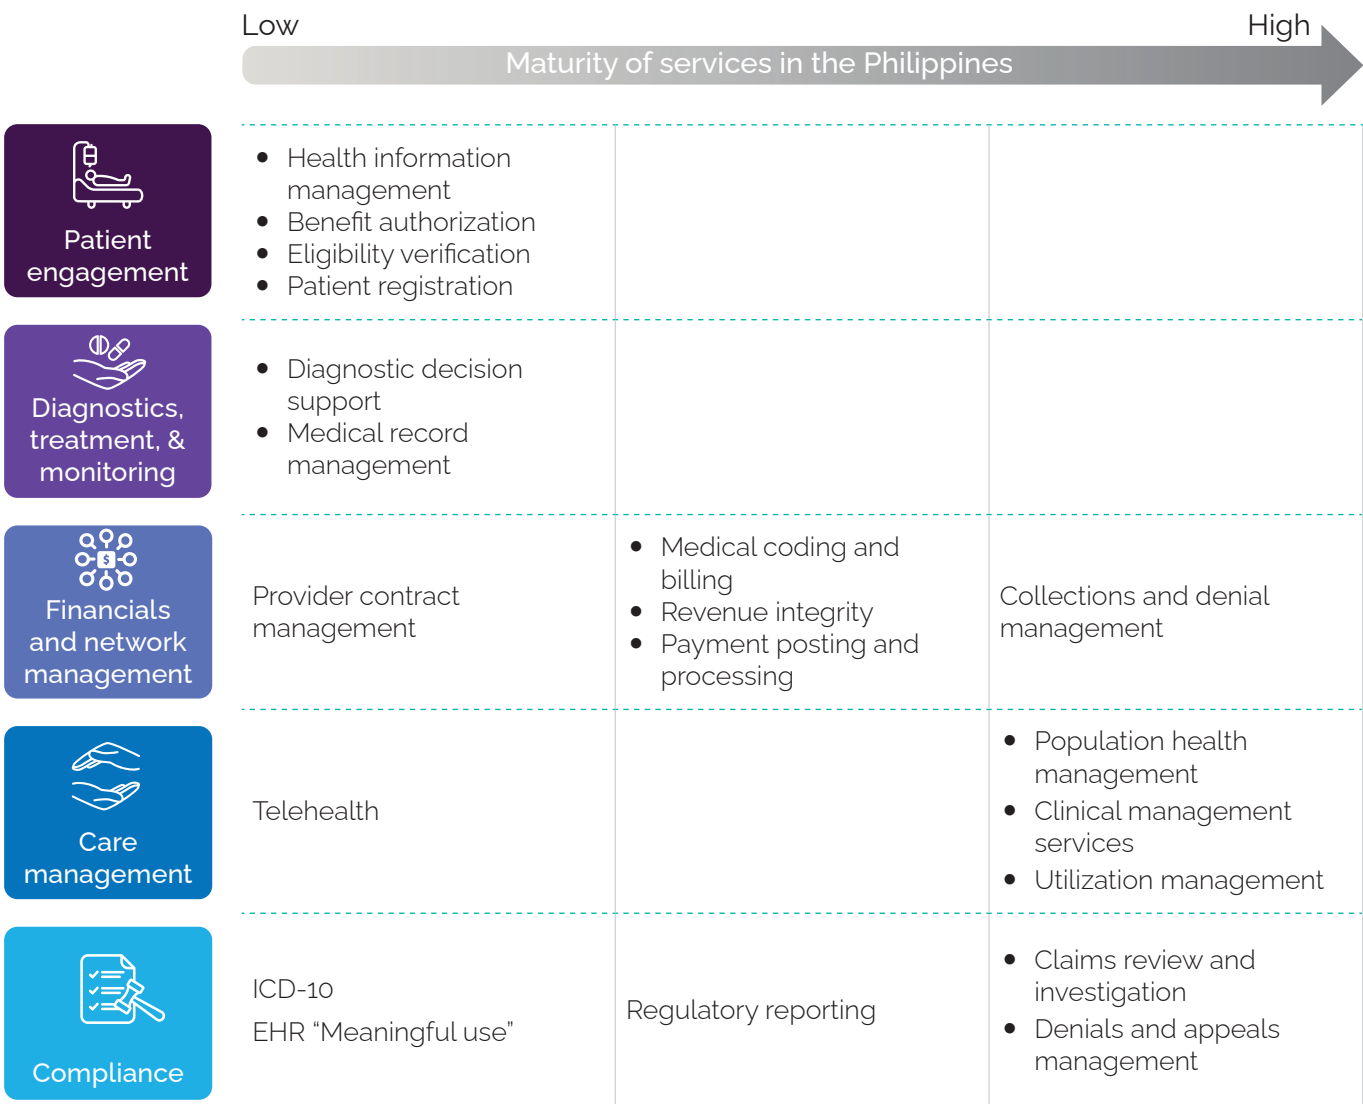 Low
High
Maturity of services in the Philippines
Patient
engagement
• Health information
management
• Benefit authorization
• Eligibility verification
• Patient registration
Diagnostics,
treatment, &
monitoring
• Diagnostic decision
support
• Medical record
management
$
Financials
and network
management
Provider contract
management
• Medical coding and
billing
• Revenue integrity
• Payment posting and
processing
Collections and denial
management
Care
management
Telehealth
• Population health
management
• Clinical management
services
• Utilization management
Compliance
ICD-10
EHR “Meaningful use”
Regulatory reporting
• Claims review and
investigation
• Denials and appeals
management